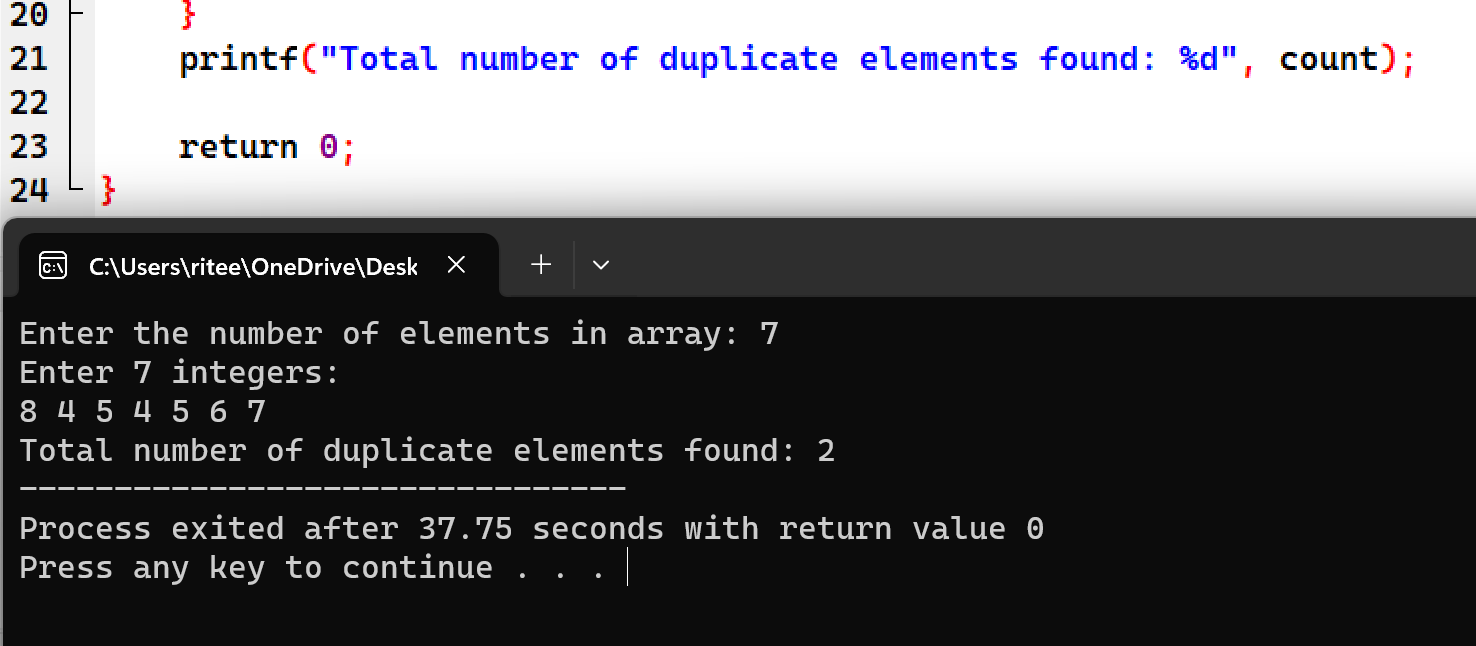 20 }
21 printf("Total number of duplicate elements found: %d", count);
22
23 return 0;
24 }
C:\Users\ritee\OneDrive\Desk
Enter the number of elements in array: 7
Enter 7 integers:
8 4 5 4 5 6 7
Total number of duplicate elements found: 2
--------------------------------
Process exited after 37.75 seconds with return value 0
Press any key to continue . . .